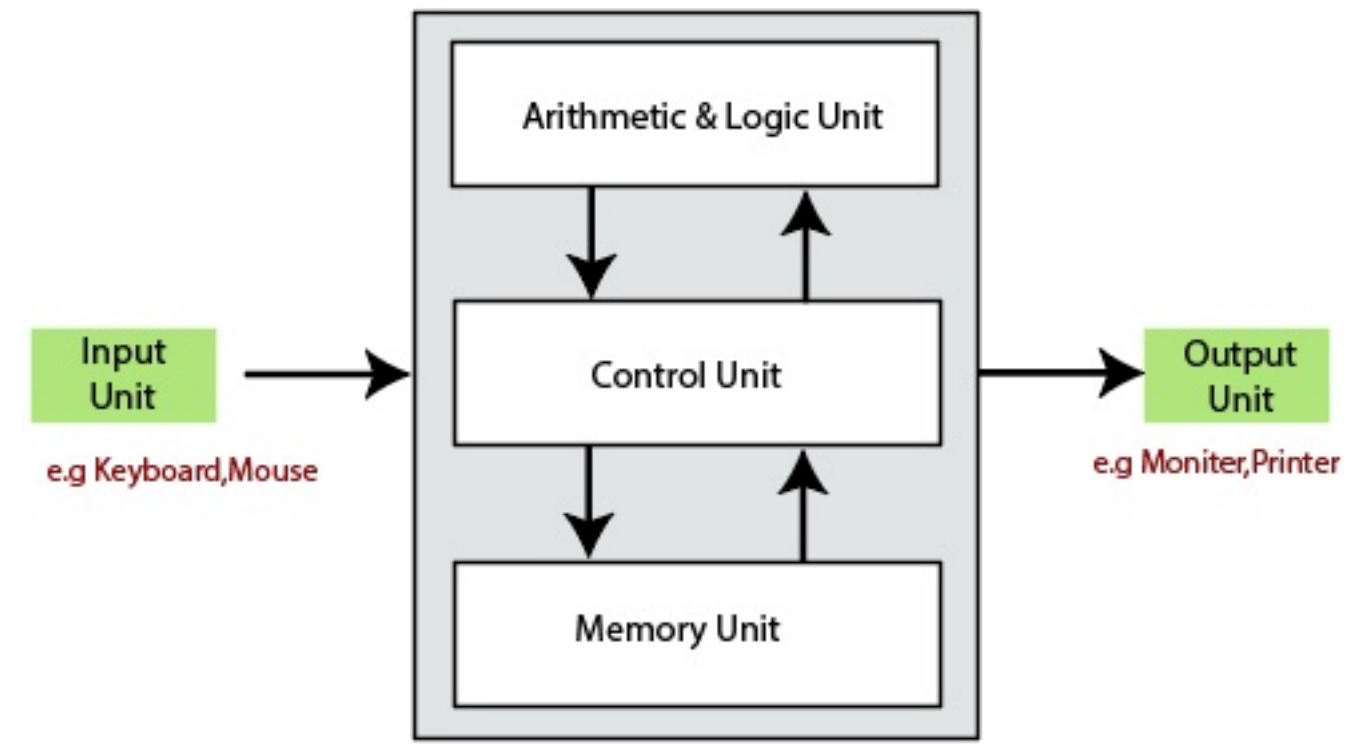 Arithmetic & Logic Unit
Input
Unit
e.g Keyboard,Mouse
Control Unit
Output
Unit
e.g Moniter,Printer
Memory Unit